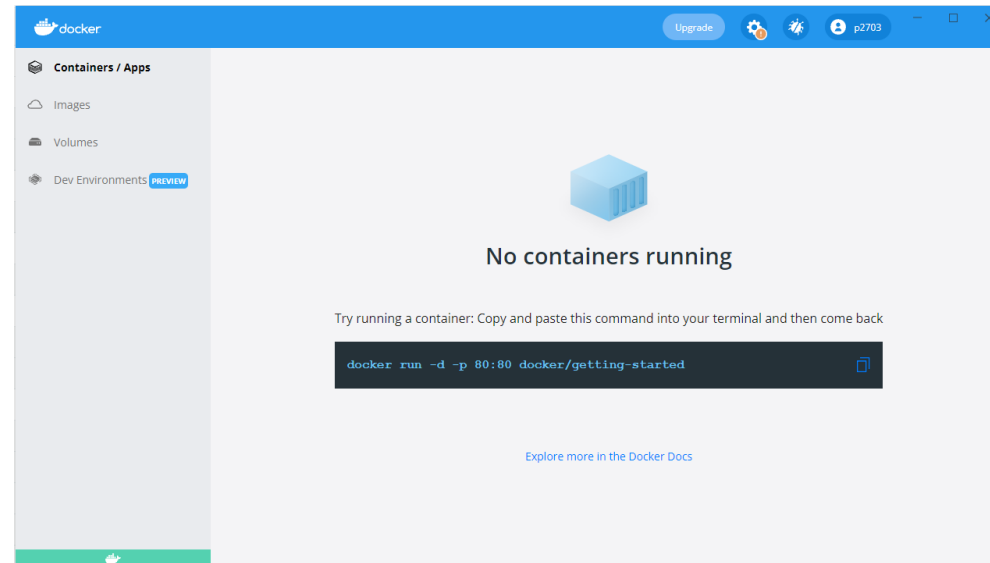 docker
Upgrade
p2703
Containers / Apps
Images
Volumes
Dev Environments PREVIEW
No containers running
Try running a container: Copy and paste this command into your terminal and then come back
docker run -d -p 80:80 docker/getting-started
Explore more in the Docker Docs